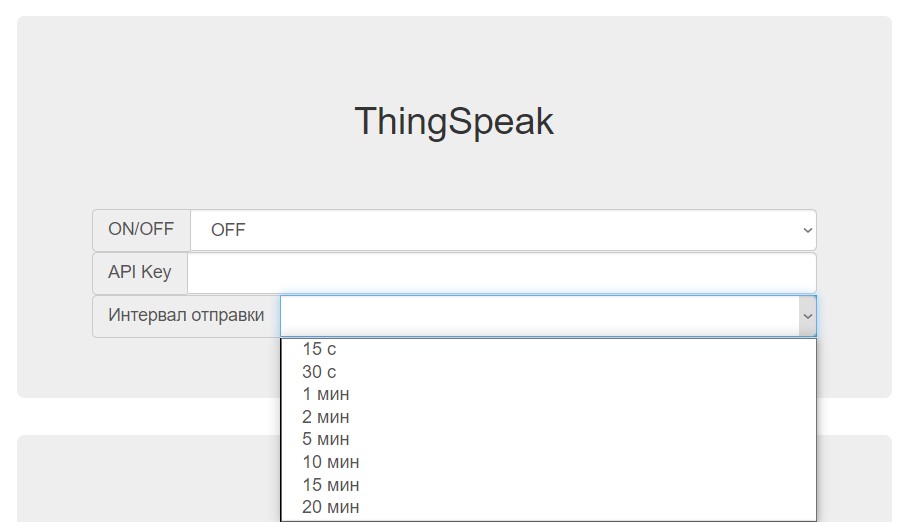 ThingSpeak
ON/OFF OFF
API Key
Интервал отправки
15 с
30 с
1 мин
2 мин
5 мин
10 мин
15 мин
20 мин